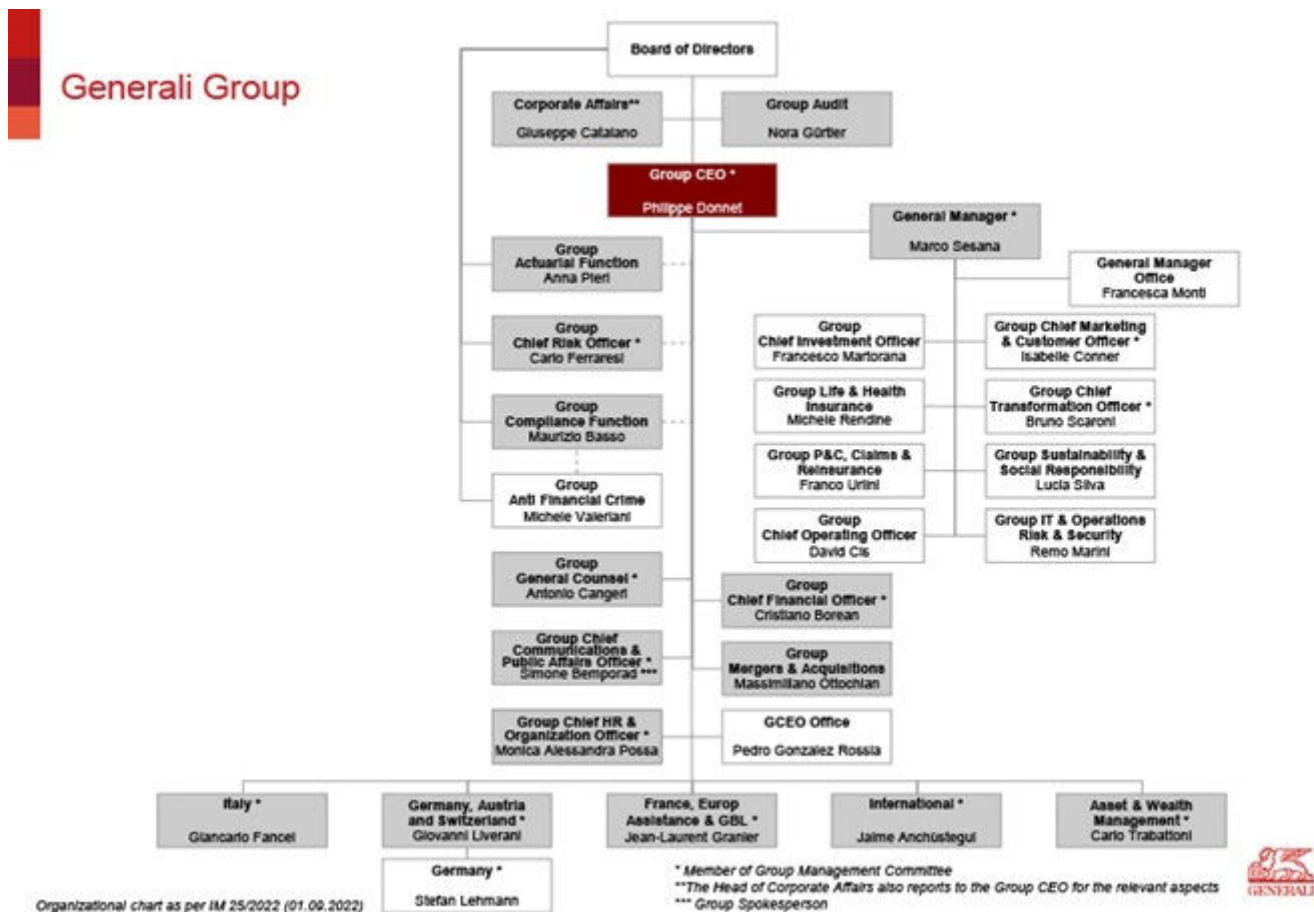 Generali Group
Board of Directors
Corporate Affairs**
Giuseppe Catalano
Group Audit
Nora Gürtler
Group CEO *
Philippe Donnet
General Manager *
Marco Sesana
General Manager
Office
Francesca Monti
Group
Actuarial Function
Anna Pieri
Group
Chief Risk Officer *
Carlo Ferraresi
Group
Compliance Function
Maurizio Basso
Group
Anti Financial Crime
Michele Valeriani
Group
Chief Investment Officer
Francesco Martorana
Group Chief Marketing
& Customer Officer *
Isabelle Conner
Group Life & Health
Insurance
Michele Rendine
Group Chief
Transformation Officer *
Bruno Scaroni
Group P&C, Claims &
Reinsurance
Franco Urlini
Group Sustainability &
Social Responsibility
Lucia Silva
Group
Chief Operating Officer
David Cis
Group IT & Operations
Risk & Security
Remo Marini
Group
General Counsel *
Antonio Cangeri
Group
Chief Financial Officer *
Cristiano Borean
Group Chief
Communications &
Public Affairs Officer *
Simone Bemporad ***
Group
Mergers & Acquisitions
Massimiliano Ottochian
Group Chief HR &
Organization Officer *
Monica Alessandra Possa
GCEO Office
Pedro Gonzalez Rossia
Italy *
Giancarlo Fancel
Germany, Austria
and Switzerland *
Giovanni Liverani
France, Europ
Assistance & GBL *
Jean-Laurent Granier
International *
Jaime Anchústegui
Asset & Wealth
Management *
Carlo Trabattoni
Germany *
Stefan Lehmann
* Member of Group Management Committee
**The Head of Corporate Affairs also reports to the Group CEO for the relevant aspects
*** Group Spokesperson
Organizational chart as per IM 25/2022 (01.09.2022)
GENERALI